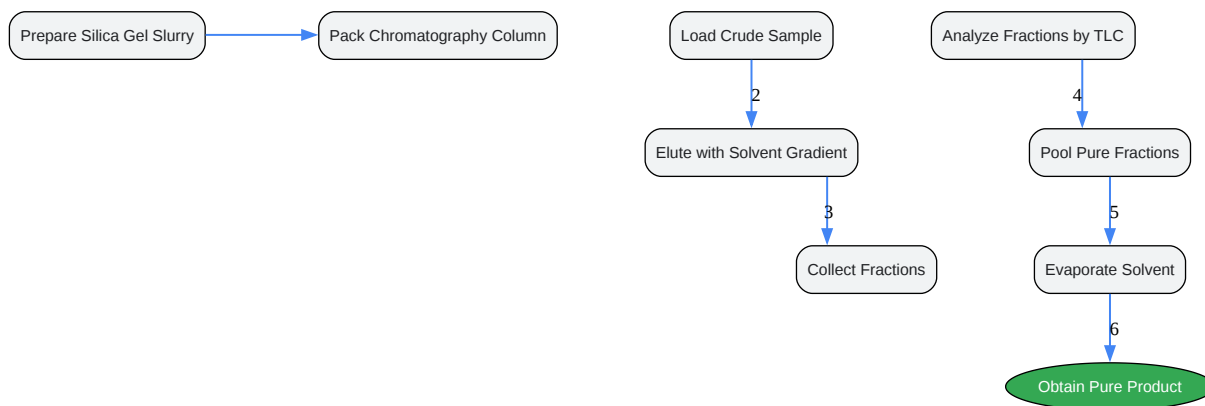 Prepare Silica Gel Slurry
Pack Chromatography Column
Load Crude Sample
Analyze Fractions by TLC
2
4
Elute with Solvent Gradient
Pool Pure Fractions
3
5
Collect Fractions
Evaporate Solvent
6
Obtain Pure Product